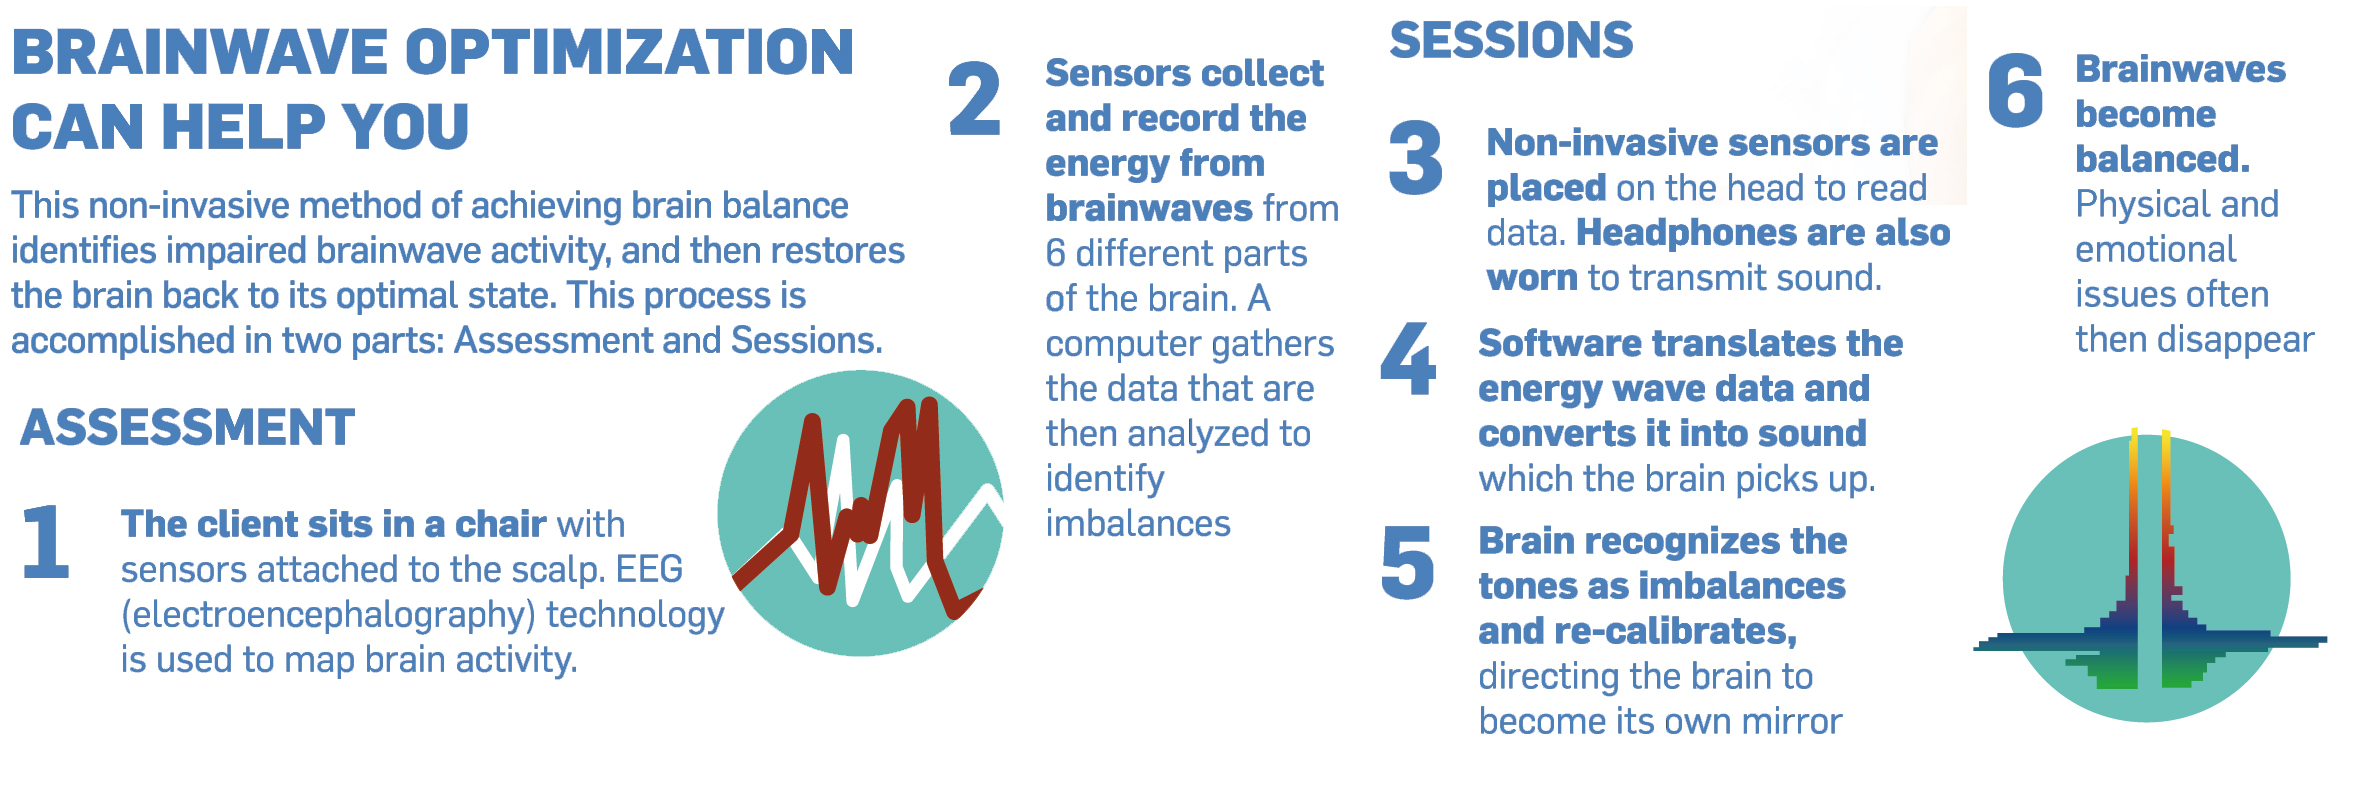 BRAINWAVE OPTIMIZATION
CAN HELP YOU
This non-invasive method of achieving brain balance
identifies impaired brainwave activity, and then restores
the brain back to its optimal state. This process is
accomplished in two parts: Assessment and Sessions.
ASSESSMENT
1
The client sits in a chair with
sensors attached to the scalp. EEG
(electroencephalography) technology
is used to map brain activity.
2
Sensors collect
and record the
energy from
brainwaves from
6 different parts
of the brain. A
computer gathers
the data that are
then analyzed to
identify
imbalances
SESSIONS
3
Non-invasive sensors are
placed on the head to read
data. Headphones are also
worn to transmit sound.
4
Software translates the
energy wave data and
converts it into sound
which the brain picks up.
5
Brain recognizes the
tones as imbalances
and re-calibrates,
directing the brain to
become its own mirror
6
Brainwaves
become
balanced.
Physical and
emotional
issues often
then disappear